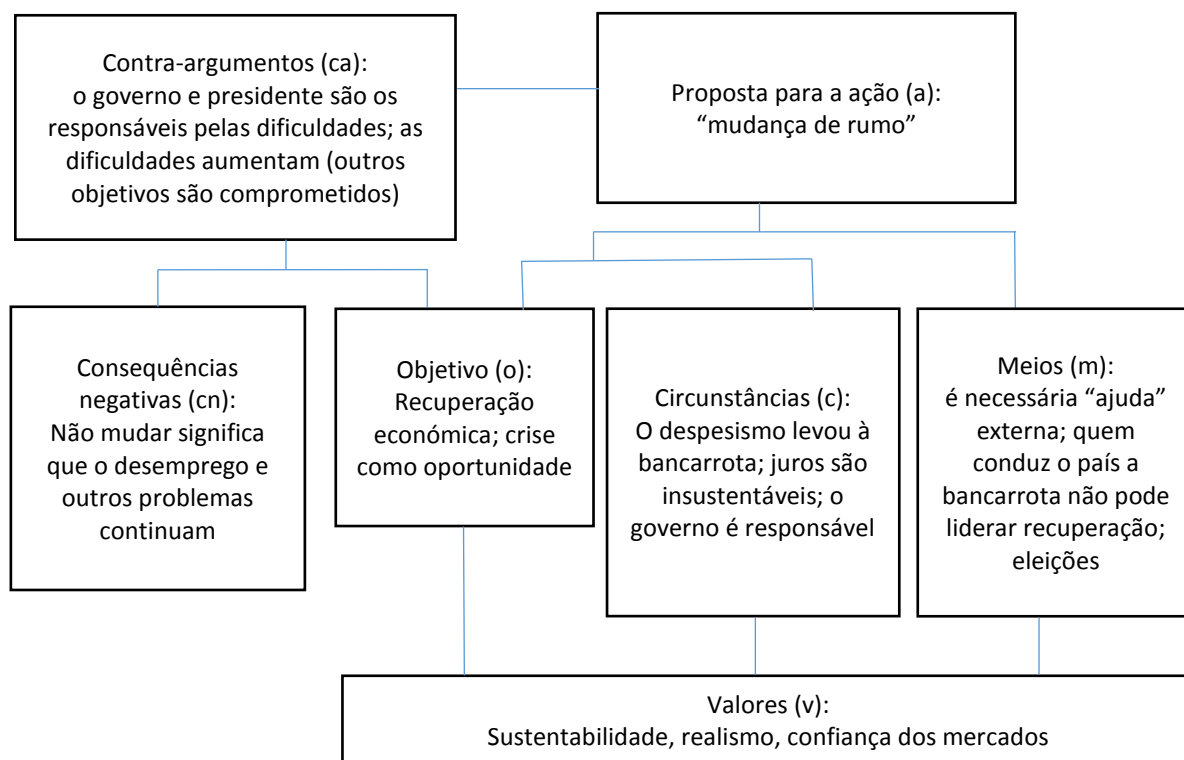 Contra-argumentos (ca):
o governo e presidente são os
responsáveis pelas dificuldades; as
dificuldades aumentam (outros
objetivos são comprometidos)
Proposta para a ação (a):
“mudança de rumo”
Consequências
negativas (cn):
Não mudar significa
que o desemprego e
outros problemas
continuam
Objetivo (o):
Recuperação
económica; crise
como oportunidade
Circunstâncias (c):
O despesismo levou à
bancarrota; juros são
insustentáveis; o
governo é responsável
Meios (m):
é necessária “ajuda”
externa; quem
conduz o país a
bancarrota não pode
liderar recuperação;
eleições
Valores (v):
Sustentabilidade, realismo, confiança dos mercados